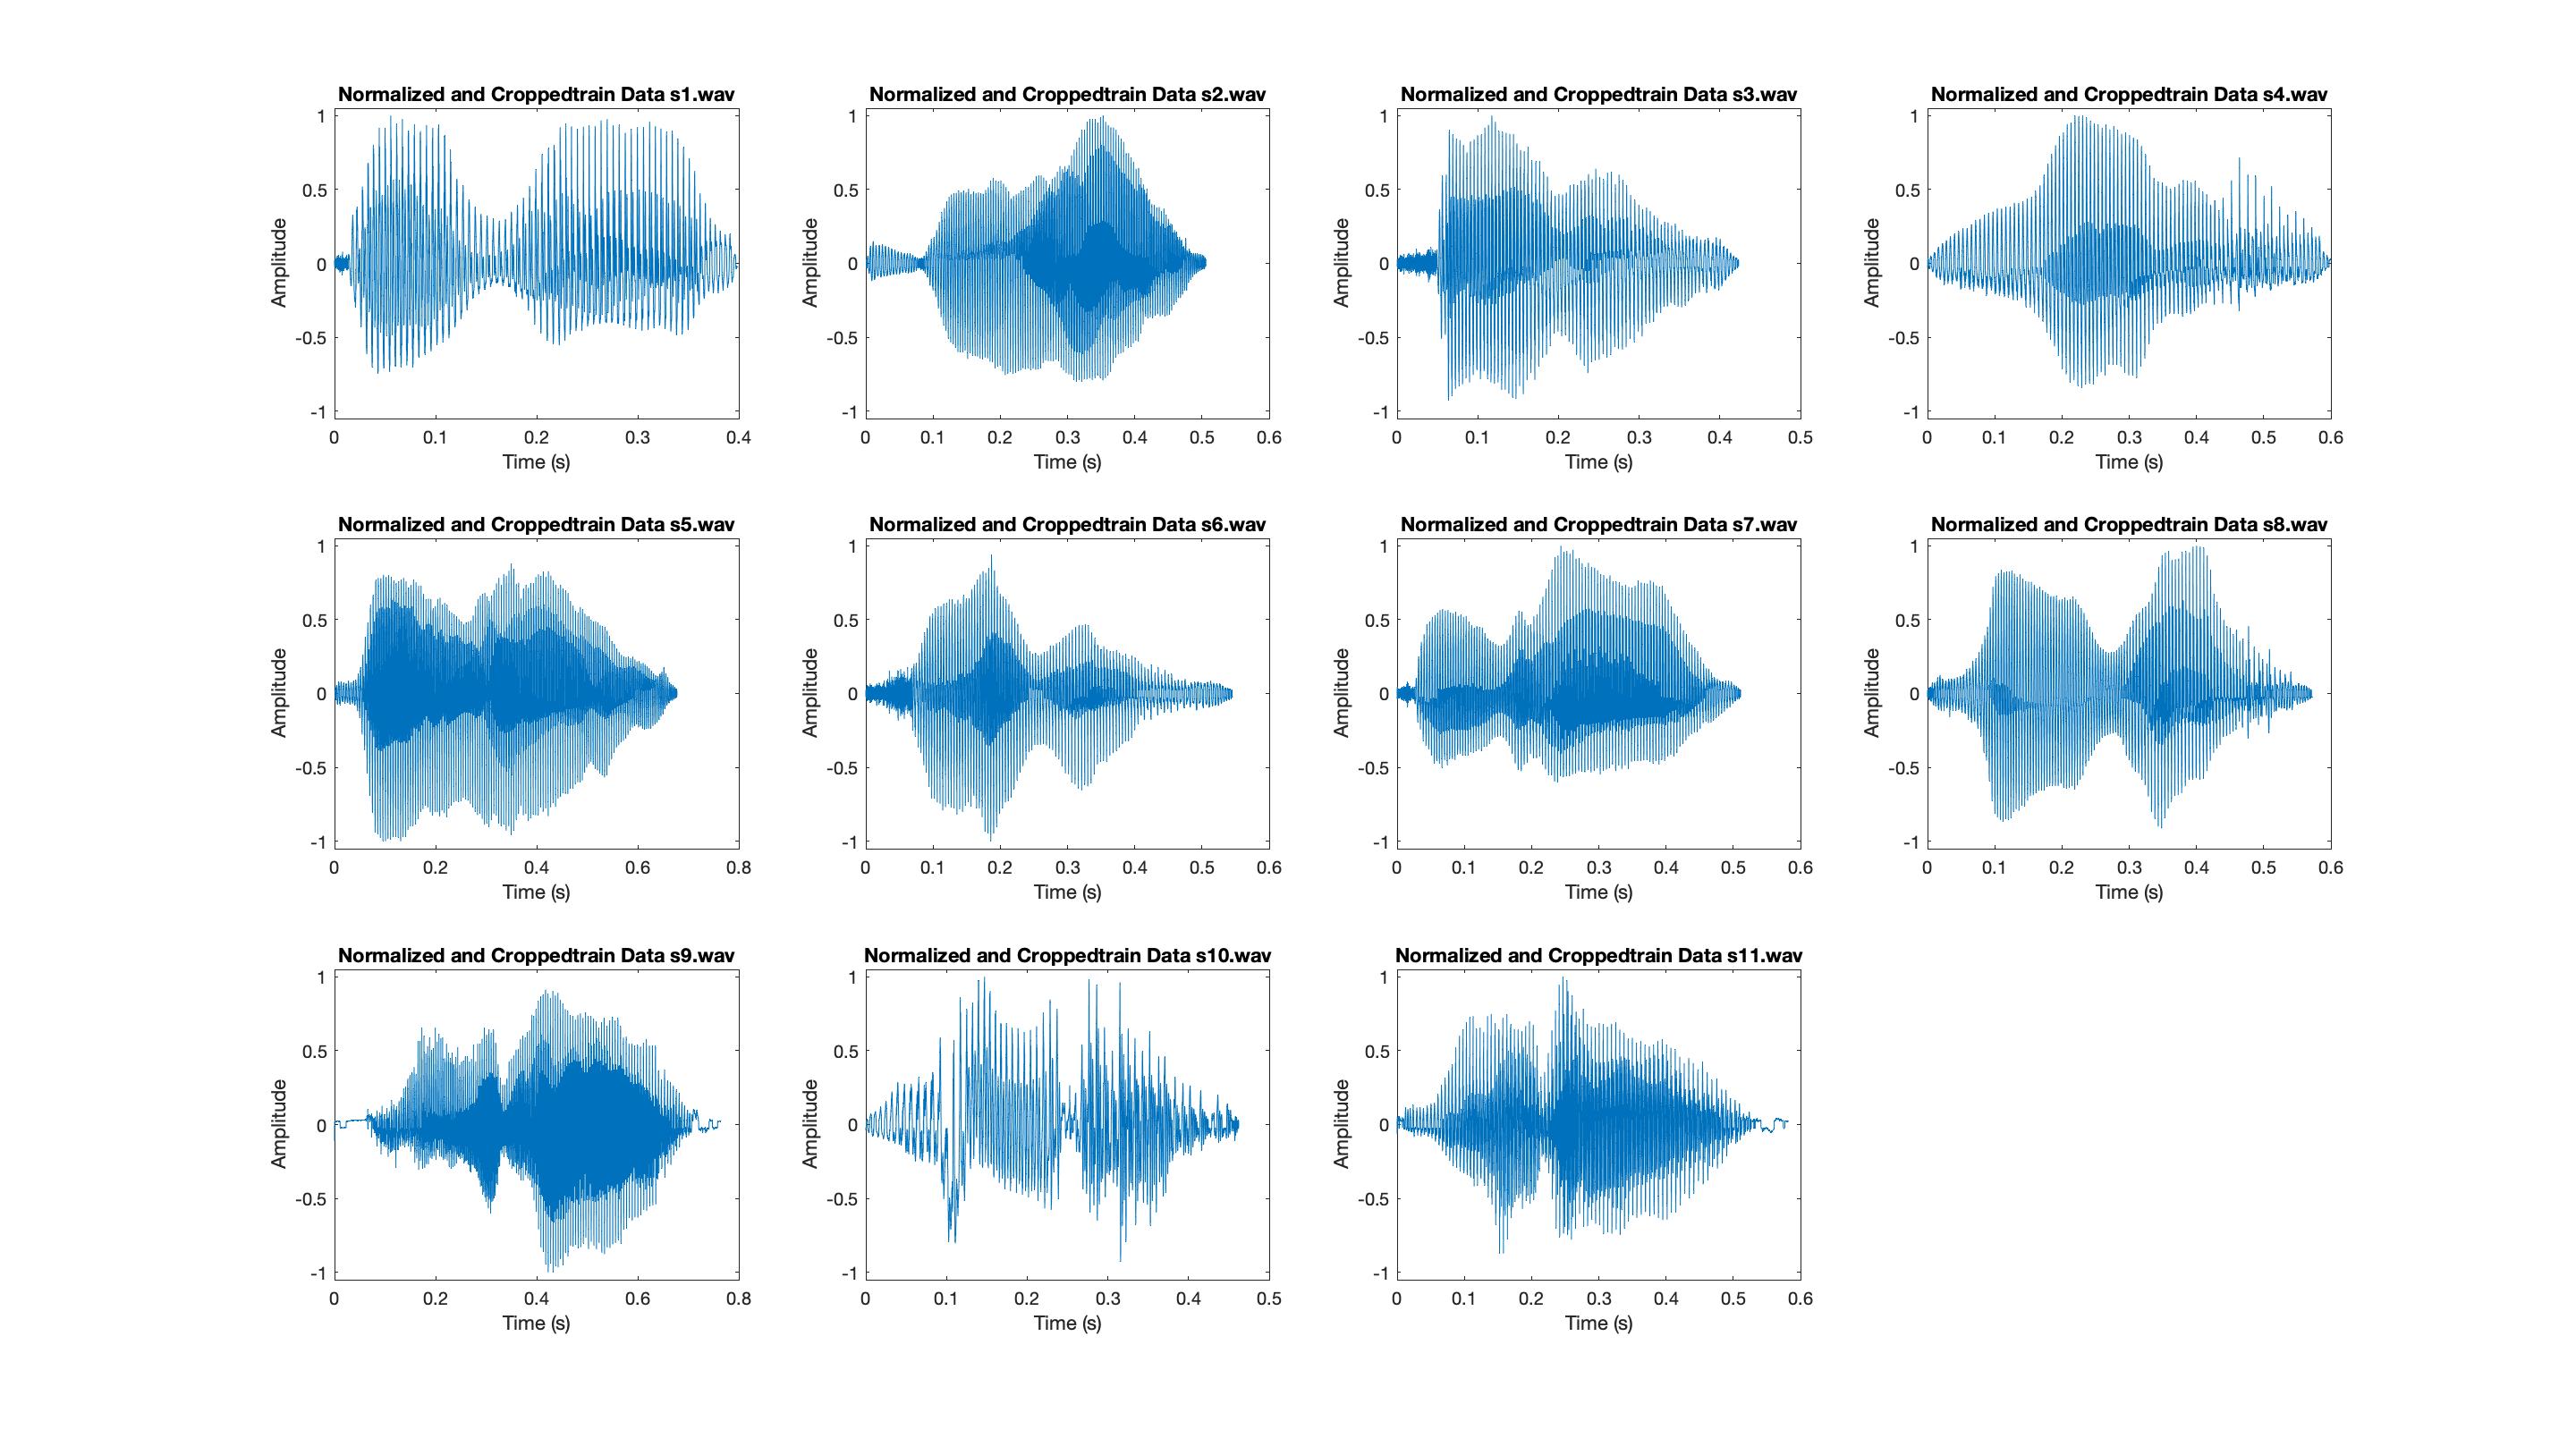 Normalized and Croppedtrain Data s1.wav
1
0.5
0
-0.5
-1
Amplitude
0 0.1 0.2 0.3 0.4
Time (s)
Normalized and Croppedtrain Data s2.wav
1
0.5
0
-0.5
-1
Amplitude
0 0.1 0.2 0.3 0.4 0.5 0.6
Time (s)
Normalized and Croppedtrain Data s3.wav
1
0.5
0
-0.5
-1
Amplitude
0 0.1 0.2 0.3 0.4 0.5
Time (s)
Normalized and Croppedtrain Data s4.wav
1
0.5
0
-0.5
-1
Amplitude
0 0.1 0.2 0.3 0.4 0.5 0.6
Time (s)
Normalized and Croppedtrain Data s5.wav
1
0.5
0
-0.5
-1
Amplitude
0 0.2 0.4 0.6 0.8
Time (s)
Normalized and Croppedtrain Data s6.wav
1
0.5
0
-0.5
-1
Amplitude
0 0.1 0.2 0.3 0.4 0.5 0.6
Time (s)
Normalized and Croppedtrain Data s7.wav
1
0.5
0
-0.5
-1
Amplitude
0 0.1 0.2 0.3 0.4 0.5 0.6
Time (s)
Normalized and Croppedtrain Data s8.wav
1
0.5
0
-0.5
-1
Amplitude
0 0.1 0.2 0.3 0.4 0.5 0.6
Time (s)
Normalized and Croppedtrain Data s9.wav
1
0.5
0
-0.5
-1
Amplitude
0 0.2 0.4 0.6 0.8
Time (s)
Normalized and Croppedtrain Data s10.wav
1
0.5
0
-0.5
-1
Amplitude
0 0.1 0.2 0.3 0.4 0.5
Time (s)
Normalized and Croppedtrain Data s11.wav
1
0.5
0
-0.5
-1
Amplitude
0 0.1 0.2 0.3 0.4 0.5 0.6
Time (s)